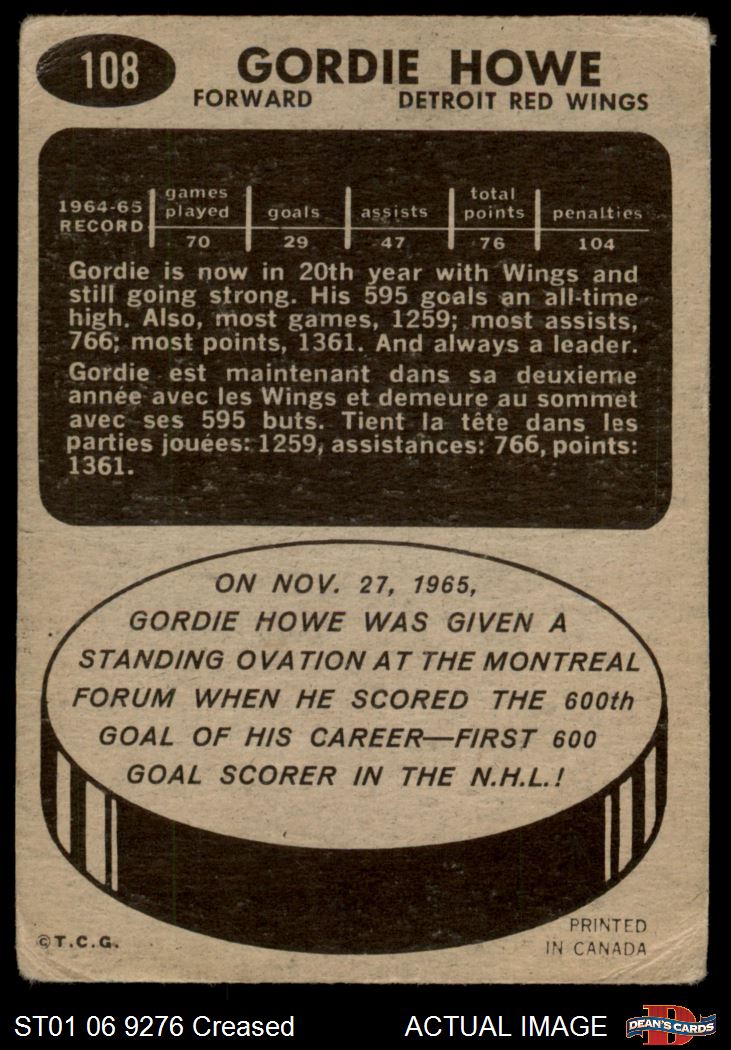 108
GORDIE HOWE
FORWARD DETROIT RED WINGS
1964-65 RECORD
games played goals assists total points penalties
70 29 47 76 104
Gordie is now in 20th year with Wings and
still going strong. His 595 goals an all-time
high. Also, most games, 1259; most assists,
766; most points, 1361. And always a leader.
Gordie est maintenant dans sa deuxieme
année avec les Wings et demeure au sommet
avec ses 595 buts. Tient la tête dans les
parties jouées: 1259, assistances: 766, points:
1361.
ON NOV. 27, 1965,
GORDIE HOWE WAS GIVEN A
STANDING OVATION AT THE MONTREAL
FORUM WHEN HE SCORED THE 600th
GOAL OF HIS CAREER—FIRST 600
GOAL SCORER IN THE N.H.L.!
©T.C.G.
PRINTED
IN CANADA
ST01 06 9276 Creased ACTUAL IMAGE
D
DEAN'S CARDS